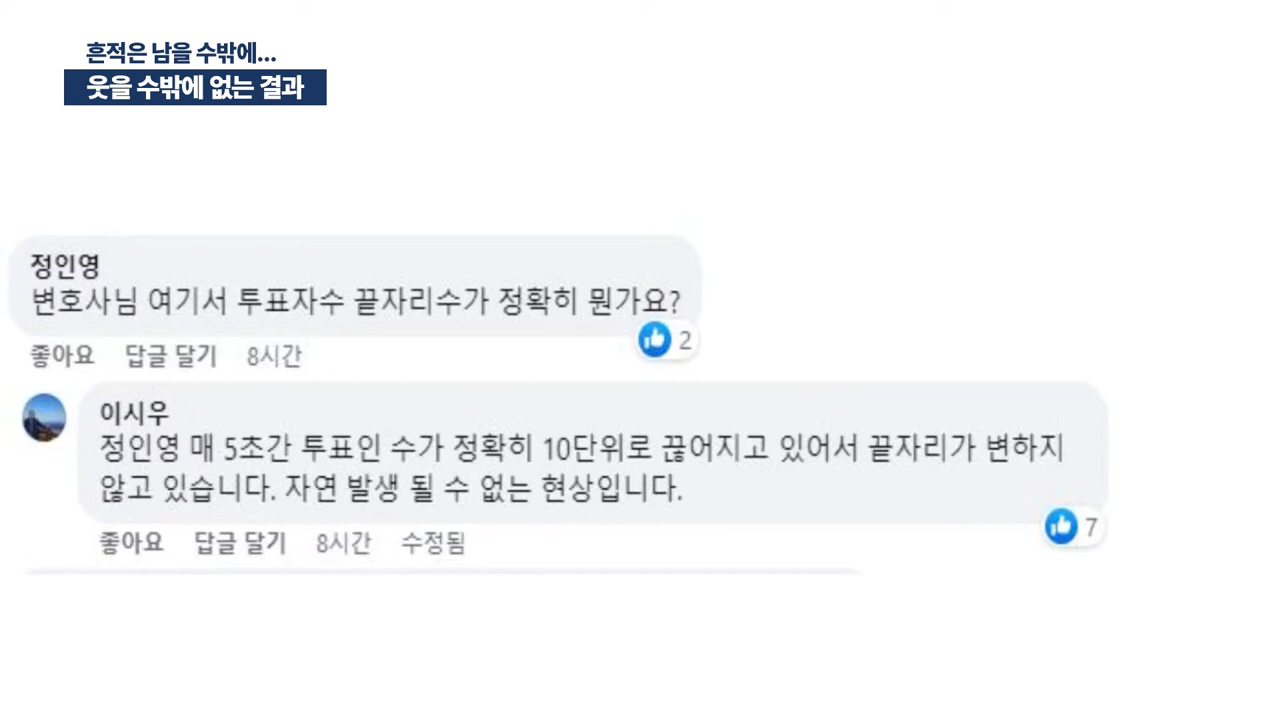 흔적은 남을 수밖에...
웃을 수밖에 없는 결과
정인영
변호사님 여기서 투표자수 끝자리수가 정확히 뭔가요?
2
좋아요 답글 달기 8시간
이시우
정인영 매 5초간 투표인 수가 정확히 10단위로 끊어지고 있어서 끝자리가 변하지
않고 있습니다. 자연 발생 될 수 없는 현상입니다.
7
좋아요 답글 달기 8시간 수정됨